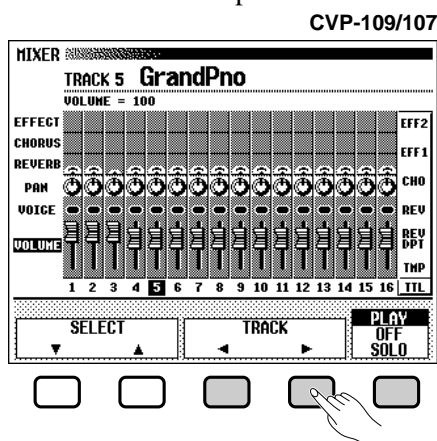 CVP-109/107
MIXER
TRACK 5 GrandPno
VOLUME = 100
EFFECT
CHORUS
REVERB
PAN
VOICE
VOLUME
EFF2
EFF1
CHO
REV
REV DPT
TMP
TTL
1 2 3 4 5 6 7 8 9 10 11 12 13 14 15 16
SELECT
▼ ▲
TRACK
◀ ▶
PLAY
OFF
SOLO